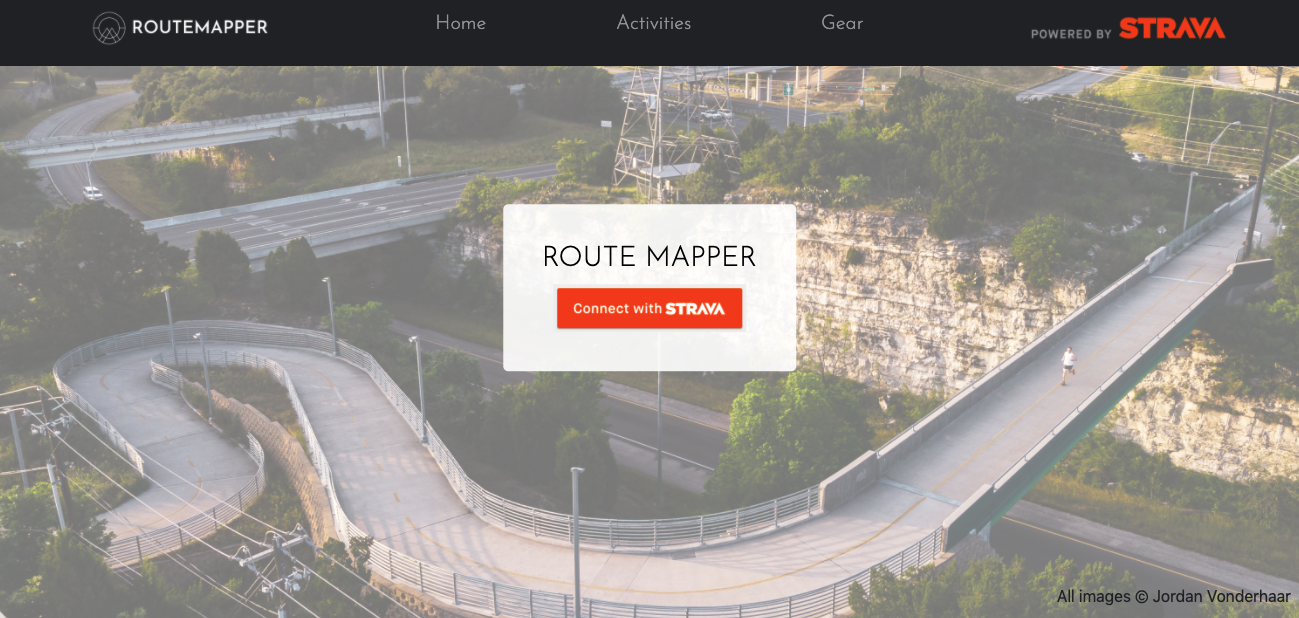 ROUTEMAPPER
Home
Activities
Gear
POWERED BY STRAVA
ROUTE MAPPER
Connect with STRAVA
All images © Jordan Vonderhaar